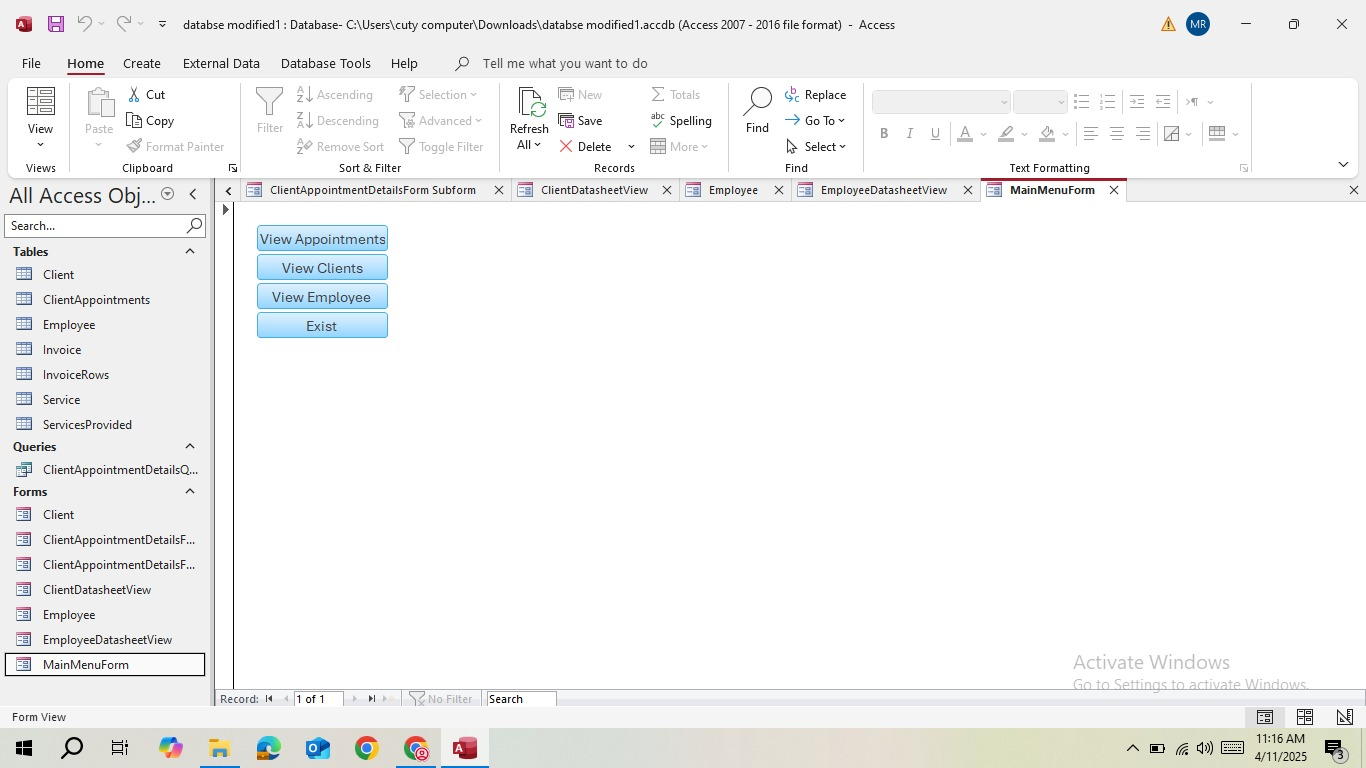 databse modified1 : Database- C:\Users\cuty computer\Downloads\databse modified1.accdb (Access 2007 - 2016 file format) - Access
MR
File Home Create External Data Database Tools Help Tell me what you want to do
View
Views
Paste
Cut
Copy
Format Painter
Clipboard
Filter
Ascending
Descending
Remove Sort
Selection
Advanced
Toggle Filter
Sort & Filter
Refresh All
New
Save
Delete
Totals
Spelling
More
Records
Find
Replace
Go To
Select
Find
B I U A
Text Formatting
All Access Obj...
Search...
Tables
Client
ClientAppointments
Employee
Invoice
InvoiceRows
Service
ServicesProvided
Queries
ClientAppointmentDetailsQ...
Forms
Client
ClientAppointmentDetailsF...
ClientAppointmentDetailsF...
ClientDatasheetView
Employee
EmployeeDatasheetView
MainMenuForm
ClientAppointmentDetailsForm Subform ClientDatasheetView Employee EmployeeDatasheetView MainMenuForm
View Appointments
View Clients
View Employee
Exist
Activate Windows
Go to Settings to activate Windows.
Record: 1 of 1 No Filter Search
Form View
11:16 AM
4/11/2025
3